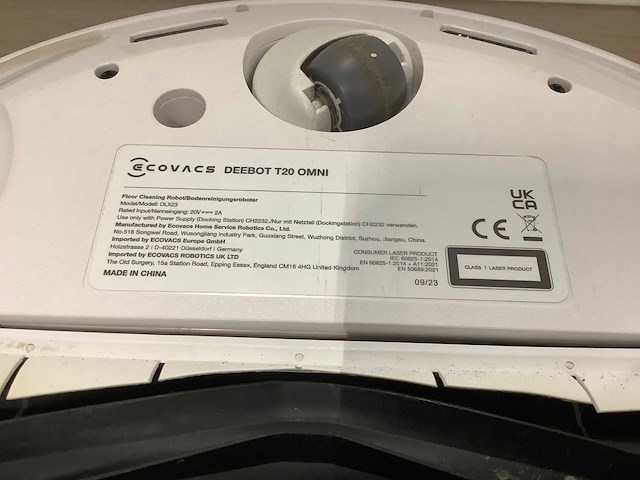 ECOVACS DEEBOT T20 OMNI
Floor Cleaning Robot/Bodenreinigungsroboter
Model/Modell: DLX23
Rated Input/Nenneingang: 20V⎓ 2A
Use only with Power Supply (Docking Station) CH2232./Nur mit Netzteil (Dockingstation) CH2232 verwenden.
Manufactured by Ecovacs Home Service Robotics Co., Ltd.
No.518 Songwei Road, Wusongjiang Industry Park, Guoxiang Street, Wuzhong District, Suzhou, Jiangsu, China.
Imported by ECOVACS Europe GmbH
Holzstrasse 2 I D-40221 Düsseldorf / Germany
Imported by ECOVACS ROBOTICS UK LTD
The Old Surgery, 15a Station Road, Epping Essex, England CM16 4HG United Kingdom
MADE IN CHINA
UK
CA
CE
CONSUMER LASER PRODUCT
IEC 60825-1:2014
EN 60825-1:2014 + A11:2021
EN 50689:2021
09/23
CLASS 1 LASER PRODUCT